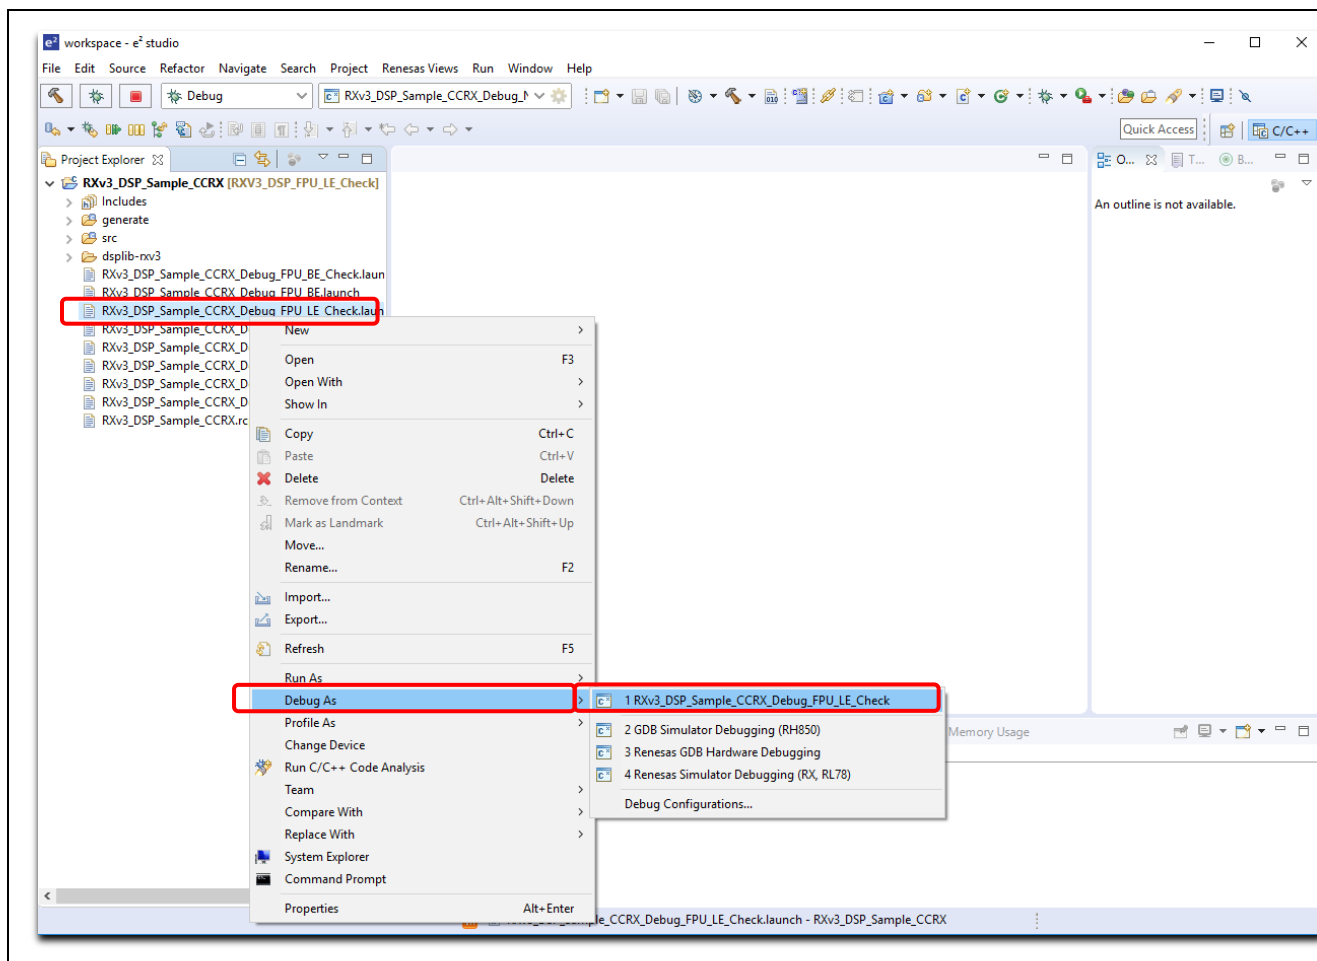 workspace - e² studio
File Edit Source Refactor Navigate Search Project Renesas Views Run Window Help
Debug
RXv3_DSP_Sample_CCRX_Debug_
Quick Access
C/C++
Project Explorer
O...
T...
B...
RXv3_DSP_Sample_CCRX [RXV3_DSP_FPU_LE_Check]
Includes
An outline is not available.
generate
src
dsplib-rxv3
RXv3_DSP_Sample_CCRX_Debug_FPU_BE_Check.laun
RXv3_DSP_Sample_CCRX_Debug_FPU_BE.launch
RXv3_DSP_Sample_CCRX_Debug_FPU_LE_Check.laun
RXv3_DSP_Sample_CCRX_D
RXv3_DSP_Sample_CCRX_D
RXv3_DSP_Sample_CCRX_D
RXv3_DSP_Sample_CCRX_D
RXv3_DSP_Sample_CCRX_D
RXv3_DSP_Sample_CCRX.rc
New
Open F3
Open With
Show In
Copy Ctrl+C
Paste Ctrl+V
Delete Delete
Remove from Context Ctrl+Alt+Shift+Down
Mark as Landmark Ctrl+Alt+Shift+Up
Move...
Rename... F2
Import...
Export...
Refresh F5
Run As
Debug As
Profile As
Change Device
Run C/C++ Code Analysis
Team
Compare With
Replace With
System Explorer
Command Prompt
Properties Alt+Enter
1 RXv3_DSP_Sample_CCRX_Debug_FPU_LE_Check
2 GDB Simulator Debugging (RH850)
3 Renesas GDB Hardware Debugging
4 Renesas Simulator Debugging (RX, RL78)
Debug Configurations...
Memory Usage
le_CCRX_Debug_FPU_LE_Check.launch - RXv3_DSP_Sample_CCRX